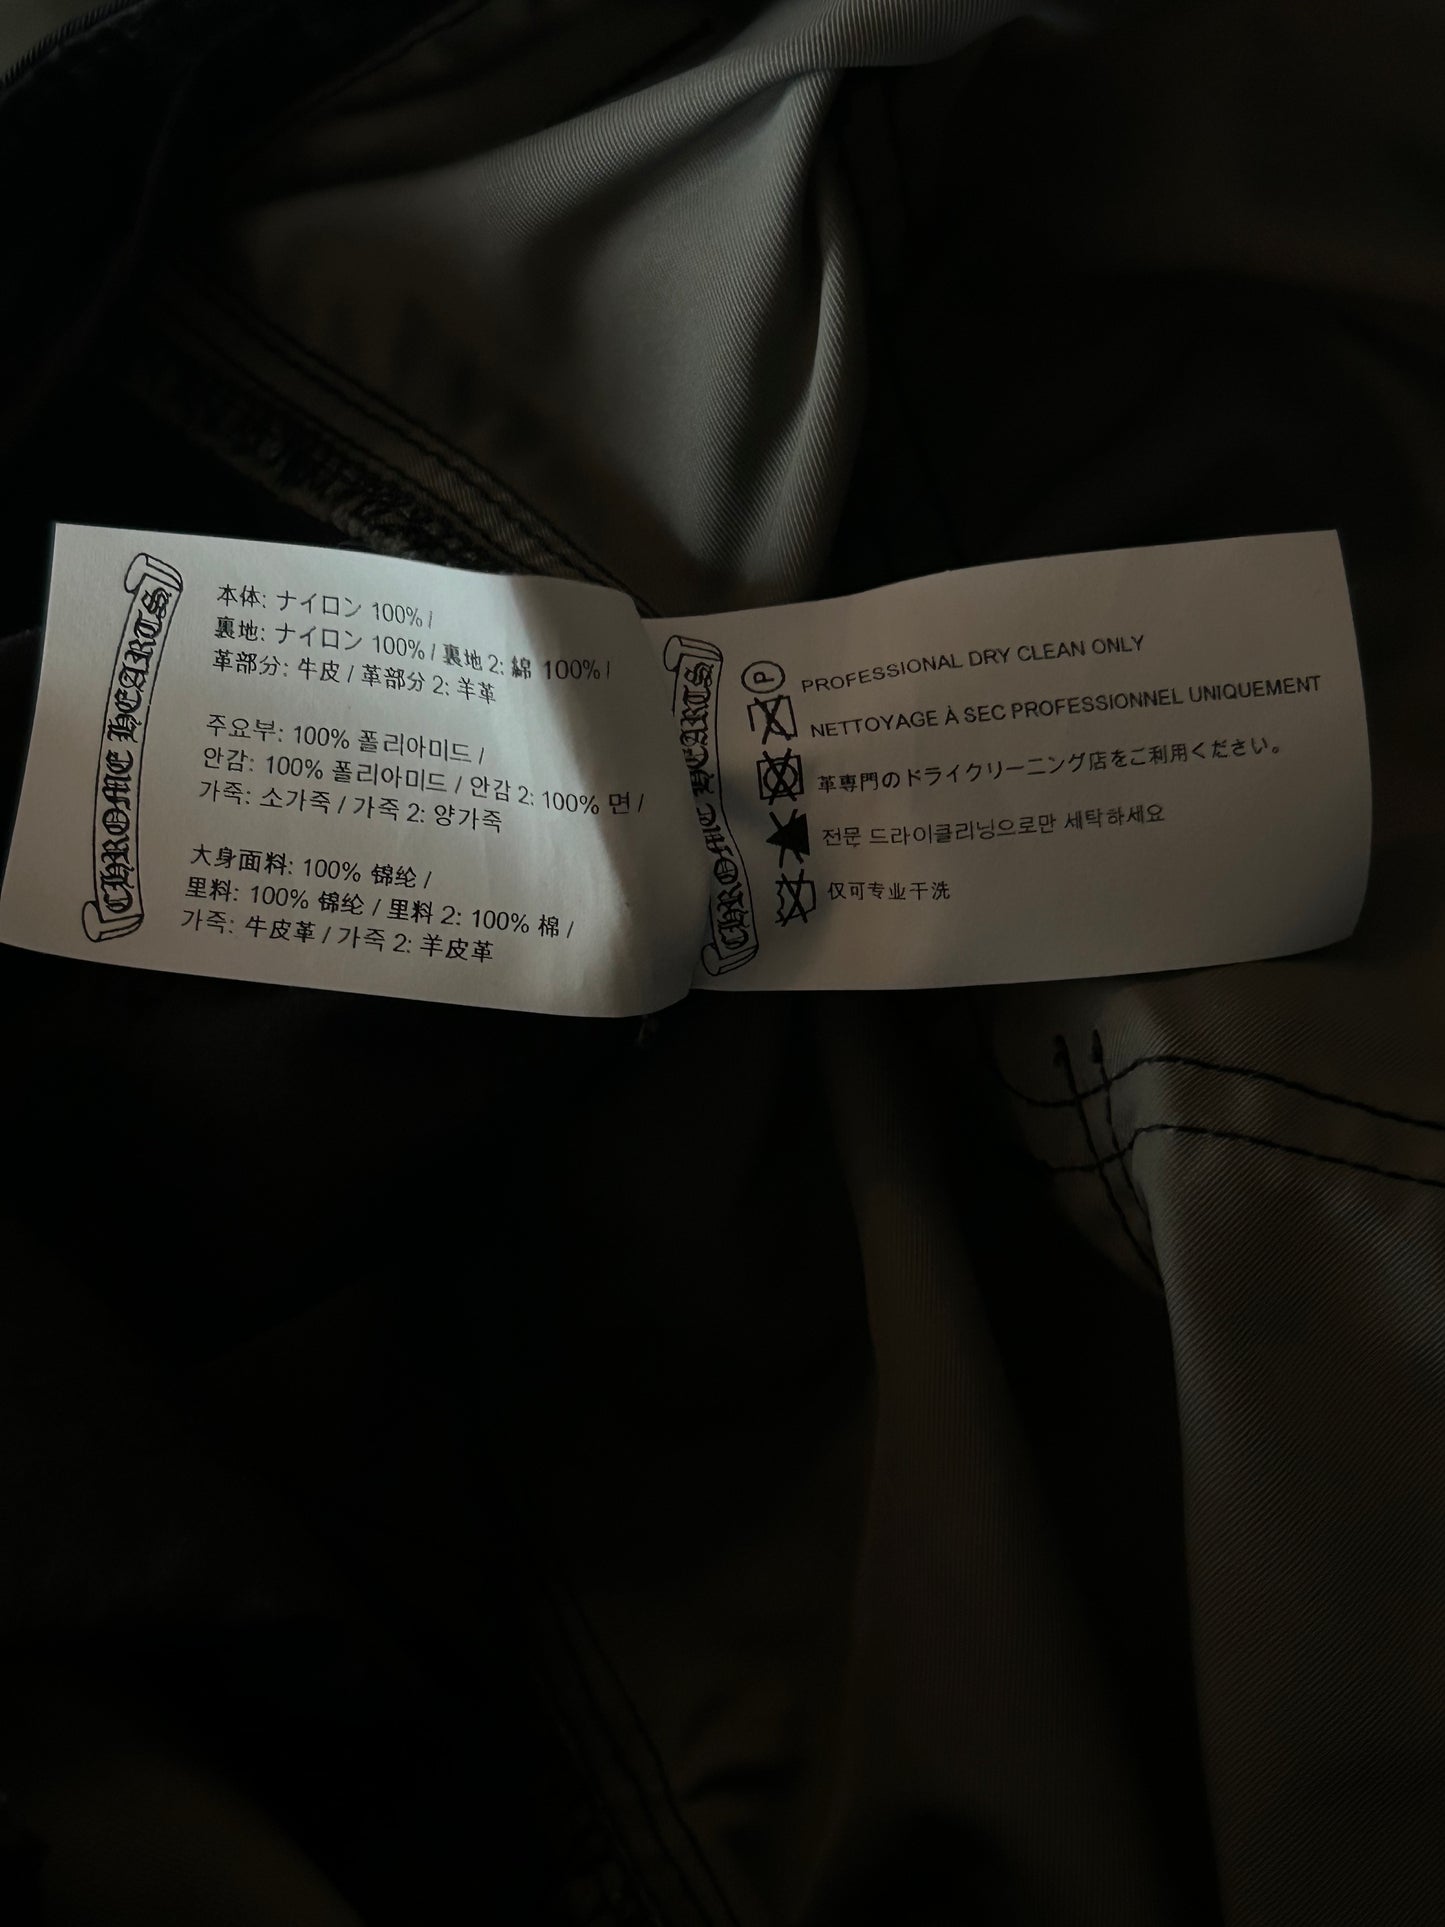 CHROME HEARTS
本体: ナイロン 100% /
裏地: ナイロン 100% / 裏地 2: 綿 100% /
革部分: 牛皮 / 革部分 2: 羊革
주요부: 100% 폴리아미드 /
안감: 100% 폴리아미드 / 안감 2: 100% 면 /
가죽: 소가죽 / 가죽 2: 양가죽
大身面料: 100% 锦纶 /
里料: 100% 锦纶 / 里料 2: 100% 棉 /
가죽: 牛皮革 / 가죽 2: 羊皮革
CHROME HEARTS
P
PROFESSIONAL DRY CLEAN ONLY
NETTOYAGE À SEC PROFESSIONNEL UNIQUEMENT
革専門のドライクリーニング店をご利用ください。
전문 드라이클리닝으로만 세탁하세요
仅可专业干洗